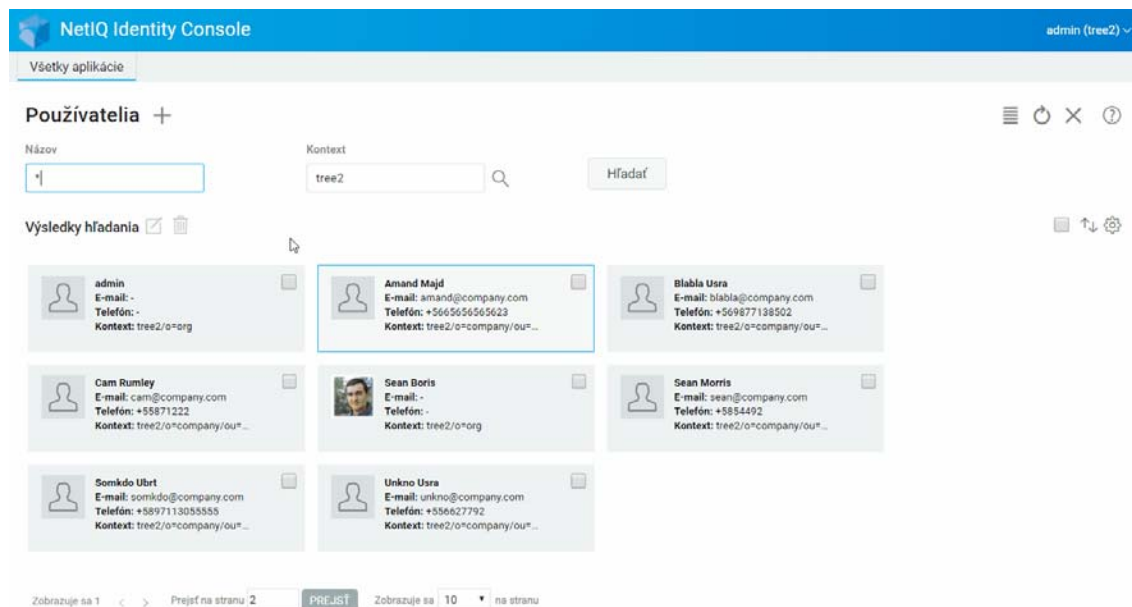 NetIQ Identity Console
admin (tree2)
Všetky aplikácie
Používatelia
Názov
Kontext
*
tree2
Hľadať
Výsledky hľadania
admin
E-mail: -
Telefón: -
Kontext: tree2/o=org
Amand Majd
E-mail: amand@company.com
Telefón: +5665656565623
Kontext: tree2/o=company/ou=...
Blabla Usra
E-mail: blabla@company.com
Telefón: +569877138502
Kontext: tree2/o=company/ou=...
Cam Rumley
E-mail: cam@company.com
Telefón: +55871222
Kontext: tree2/o=company/ou=...
Sean Boris
E-mail: -
Telefón: -
Kontext: tree2/o=org
Sean Morris
E-mail: sean@company.com
Telefón: +5854492
Kontext: tree2/o=company/ou=...
Somkdo Ubrt
E-mail: somkdo@company.com
Telefón: +5897113055555
Kontext: tree2/o=company/ou=...
Unkno Usra
E-mail: unkno@company.com
Telefón: +556627792
Kontext: tree2/o=company/ou=...
Zobrazuje sa 1 < > Prejsť na stranu 2 PREJSŤ Zobrazuje sa 10 na stranu